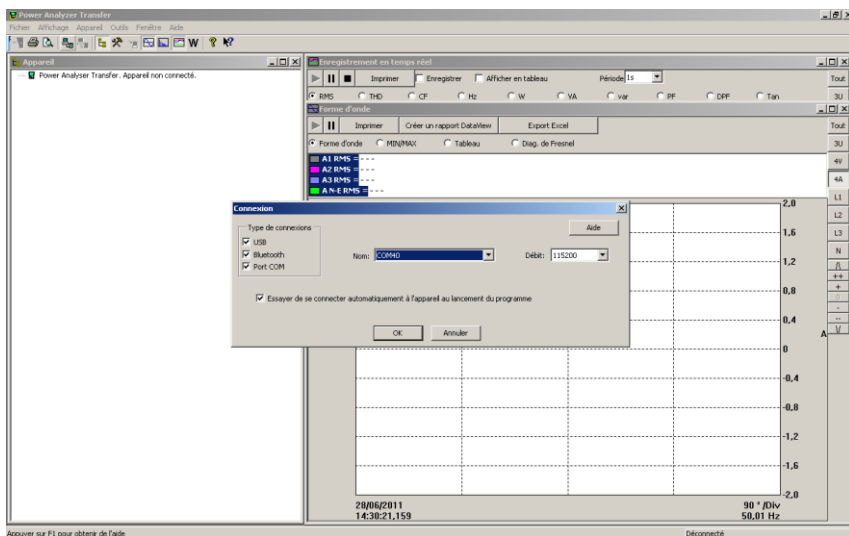 Power Analyzer Transfer
Fichier Affichage Appareil Outils Fenêtre Aide
W
Appareil
Power Analyser Transfer. Appareil non connecté.
Enregistrement en temps réel
Imprimer Enregistrer Afficher en tableau Période 1s Tout
RMS THD CF Hz W VA var PF DPF Tan 3U
Forme d'onde
Imprimer Créer un rapport DataView Export Excel Tout
Forme d'onde MIN/MAX Tableau Diag. de Fresnel 3U
A1 RMS = - - - 4V
A2 RMS = - - -
A3 RMS = - - - 4A
A N-E RMS = - - -
L1
L2
L3
N
++
+
0
-
--
Connexion
Type de connexions
USB
Bluetooth
Port COM
Nom: COM40
Débit: 115200
Aide
Essayer de se connecter automatiquement à l'appareil au lancement du programme
OK Annuler
2,0
1,6
1,2
0,8
0,4
A
0
-0,4
-0,8
-1,2
-1,6
-2,0
28/06/2011 90 °/Div
14:30:21,159 50,01 Hz
Appuyer sur F1 pour obtenir de l'aide Déconnecté